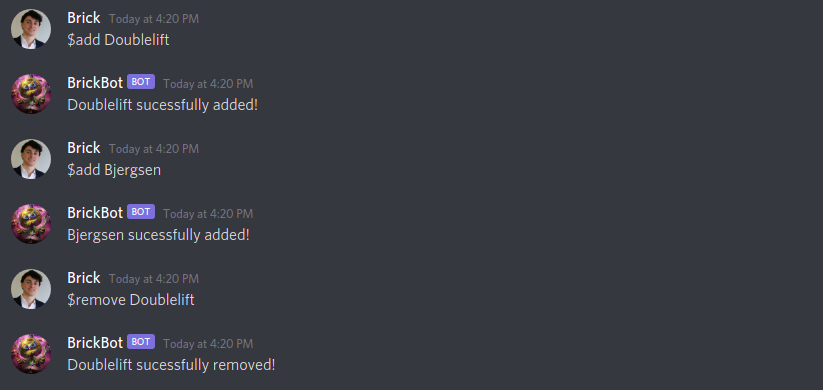 Brick Today at 4:20 PM
$add Doublelift
BrickBot BOT Today at 4:20 PM
Doublelift sucessfully added!
Brick Today at 4:20 PM
$add Bjergsen
BrickBot BOT Today at 4:20 PM
Bjergsen sucessfully added!
Brick Today at 4:20 PM
$remove Doublelift
BrickBot BOT Today at 4:20 PM
Doublelift sucessfully removed!